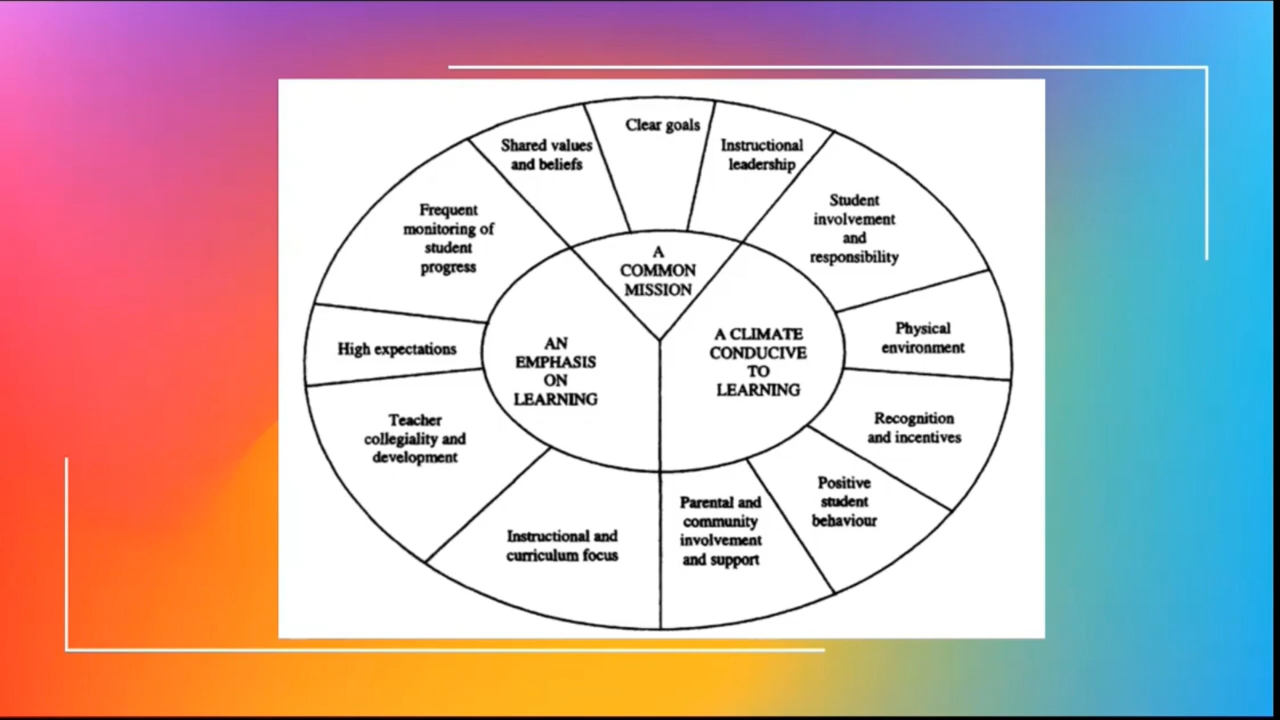 Clear goals
Shared values
and beliefs
Instructional
leadership
Frequent
monitoring of
student
progress
Student
involvement
and
responsibility
A
COMMON
MISSION
High expectations
AN
EMPHASIS
ON
LEARNING
A CLIMATE
CONDUCIVE
TO
LEARNING
Physical
environment
Teacher
collegiality and
development
Recognition
and incentives
Instructional and
curriculum focus
Parental and
community
involvement
and support
Positive
student
behaviour